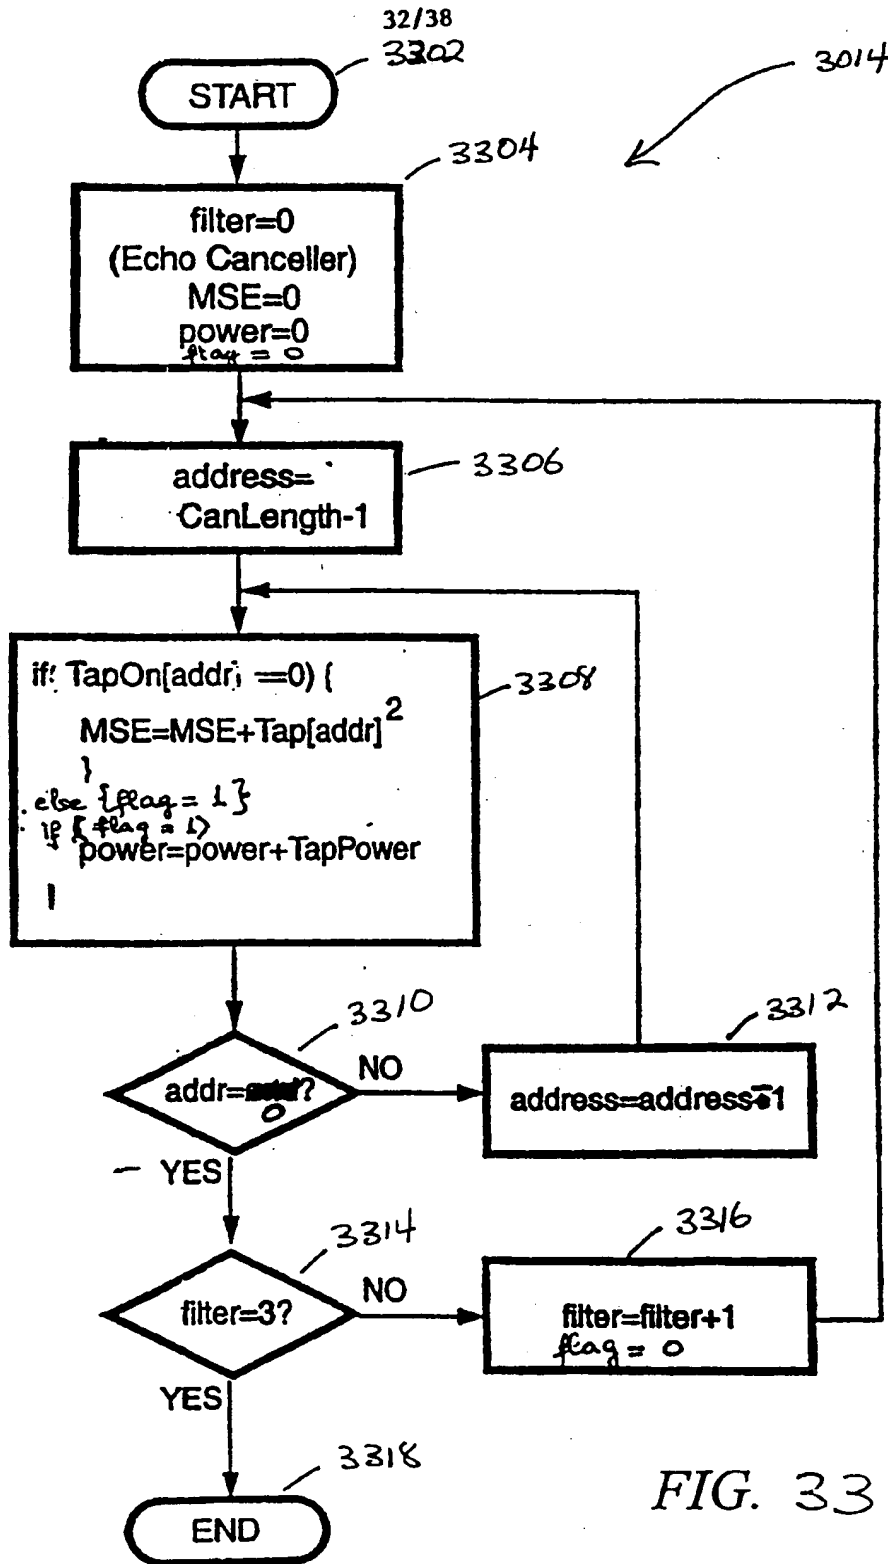 32/38
3302
START
3014
3304
filter=0
(Echo Canceller)
MSE=0
power=0
flag = 0
3306
address=
CanLength-1
3308
if TapOn[addr] ==0) {
MSE=MSE+Tap[addr]2
}
else {flag = 1}
if (flag = 1)
power=power+TapPower
3310
addr= ?
0
NO
3312
address=address-1
YES
3314
filter=3?
NO
3316
filter=filter+1
flag = 0
YES
3318
END
FIG. 33